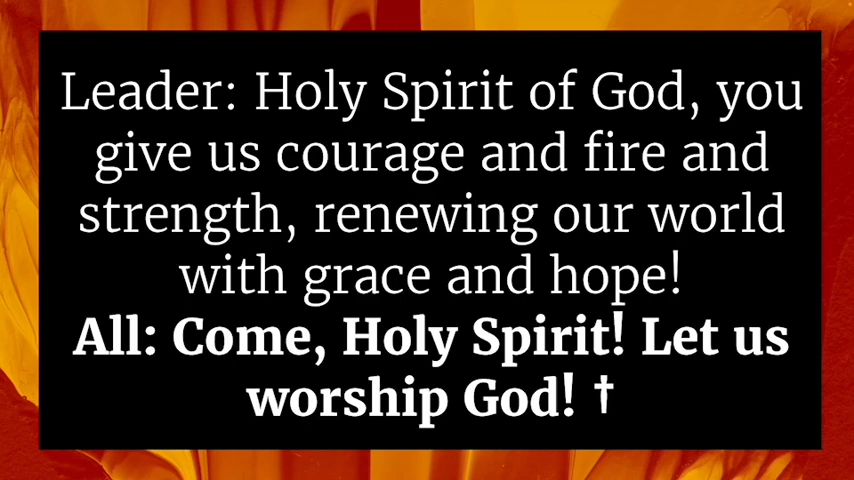 Leader: Holy Spirit of God, you
give us courage and fire and
strength, renewing our world
with grace and hope!
All: Come, Holy Spirit! Let us
worship God! †